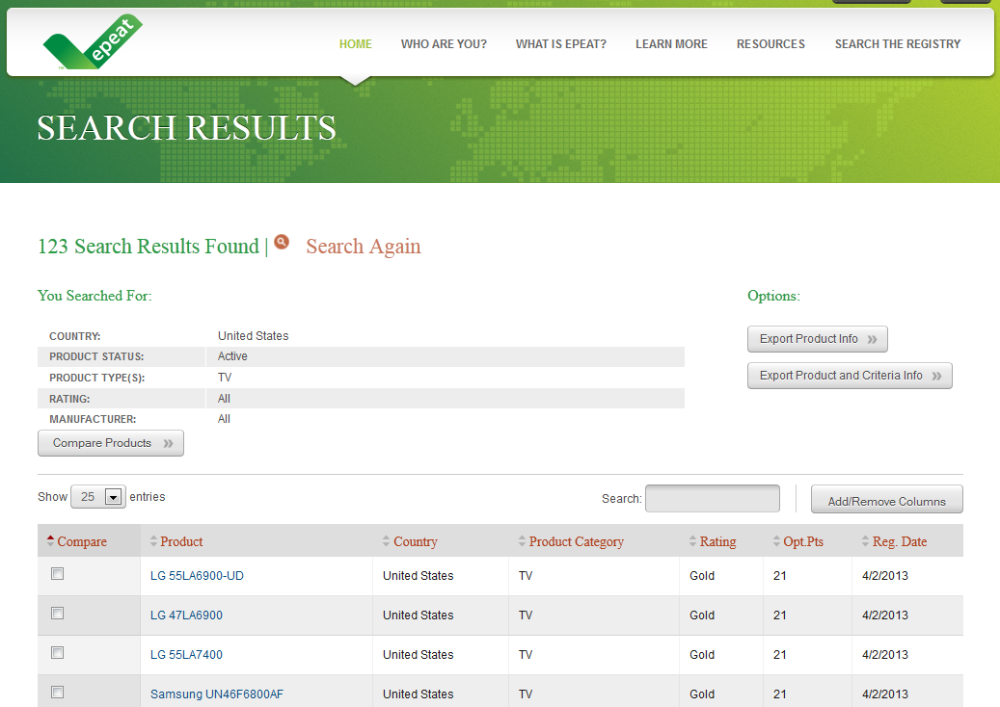 epeat
TM
HOME WHO ARE YOU? WHAT IS EPEAT? LEARN MORE RESOURCES SEARCH THE REGISTRY
SEARCH RESULTS
123 Search Results Found | Search Again
You Searched For:
Options:
COUNTRY: United States
PRODUCT STATUS: Active
PRODUCT TYPE(S): TV
RATING: All
MANUFACTURER: All
Export Product Info »
Export Product and Criteria Info »
Compare Products »
Show 25 entries Search: Add/Remove Columns
Compare Product Country Product Category Rating Opt.Pts Reg. Date
LG 55LA6900-UD United States TV Gold 21 4/2/2013
LG 47LA6900 United States TV Gold 21 4/2/2013
LG 55LA7400 United States TV Gold 21 4/2/2013
Samsung UN46F6800AF United States TV Gold 21 4/2/2013